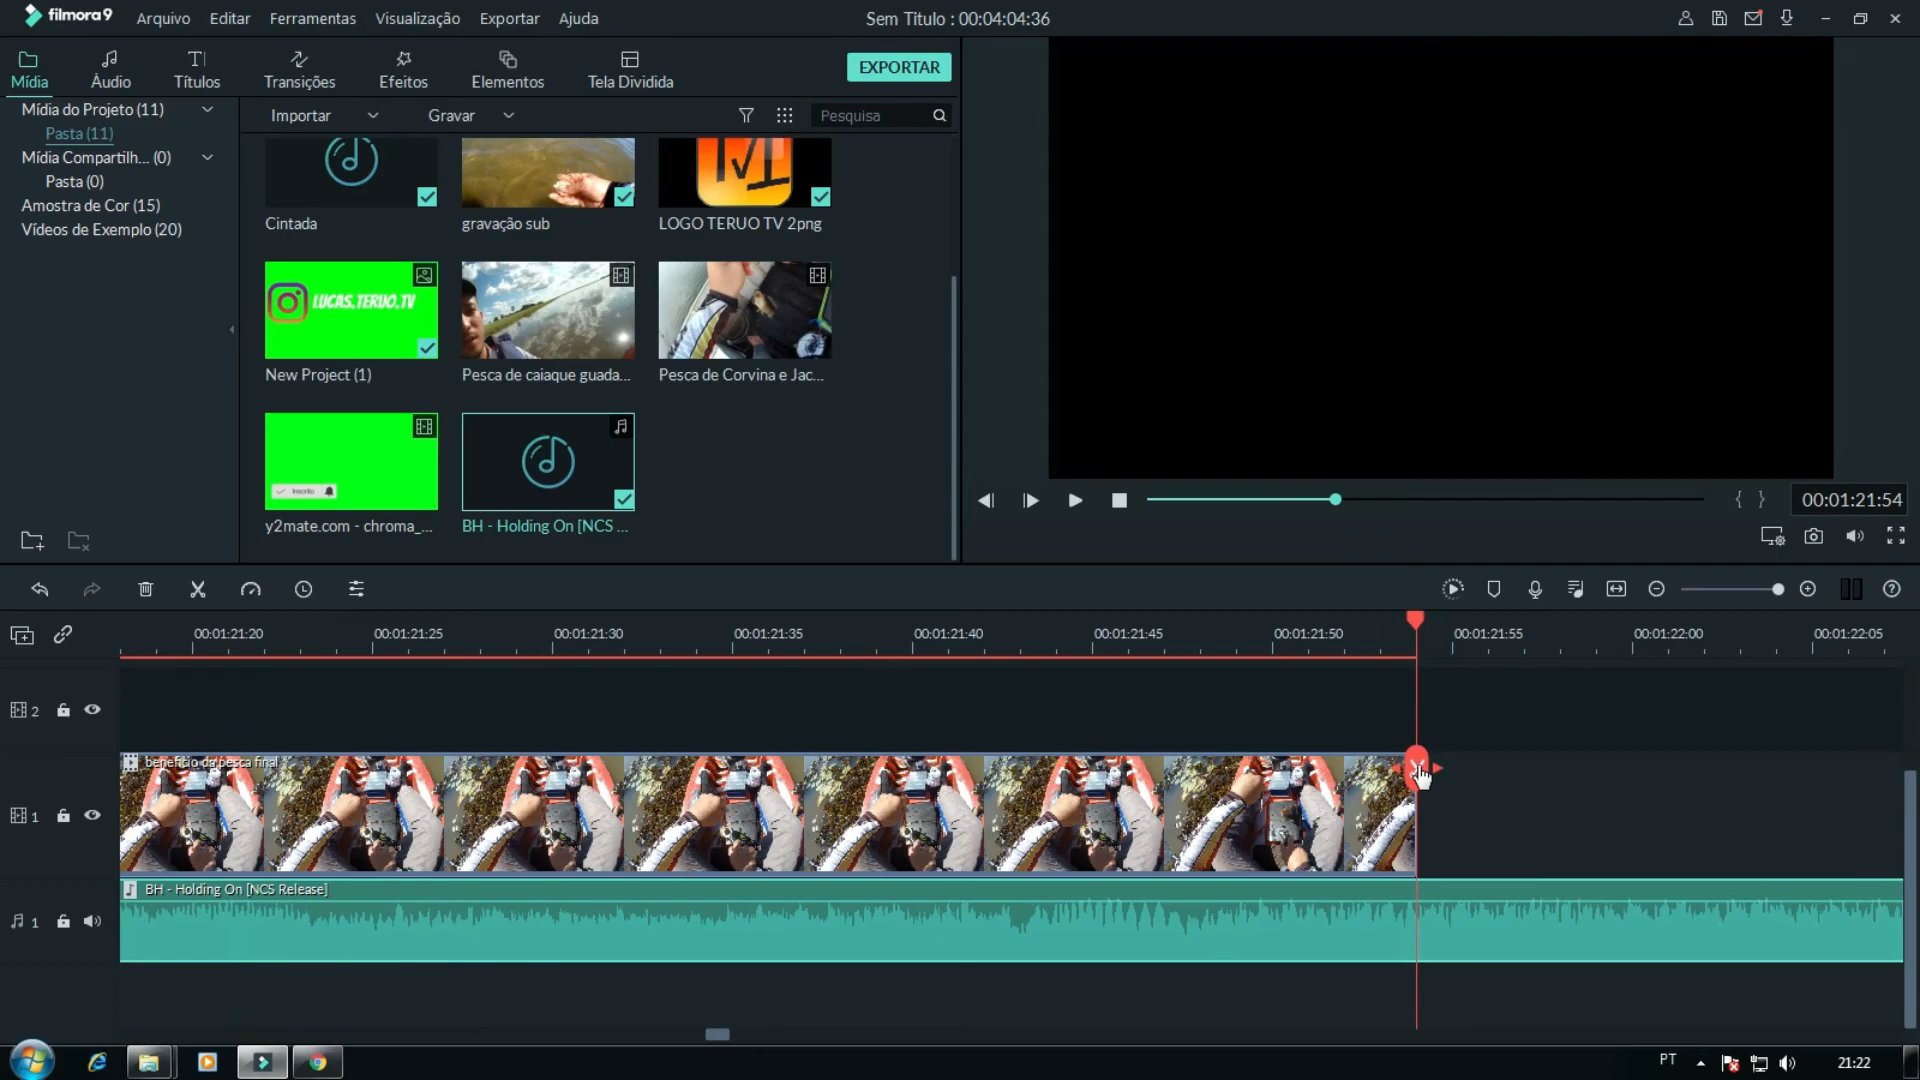 filmora9 Arquivo Editar Ferramentas Visualização Exportar Ajuda Sem Titulo : 00:04:04:36
Mídia Áudio Títulos Transições Efeitos Elementos Tela Dividida EXPORTAR
Mídia do Projeto (11)
Pasta (11)
Mídia Compartilh... (0)
Pasta (0)
Amostra de Cor (15)
Vídeos de Exemplo (20)
Importar Gravar Pesquisa
Cintada gravação sub LOGO TERUO TV 2png
LUCAS.TERUO.TV
New Project (1) Pesca de caiaque guada... Pesca de Corvina e Jac...
Inscrito
y2mate.com - chroma_... BH - Holding On [NCS ...
00:01:21:54
00:01:21:20 00:01:21:25 00:01:21:30 00:01:21:35 00:01:21:40 00:01:21:45 00:01:21:50 00:01:21:55 00:01:22:00 00:01:22:05
2
beneficio da pesca final
1
BH - Holding On [NCS Release]
1
PT 21:22